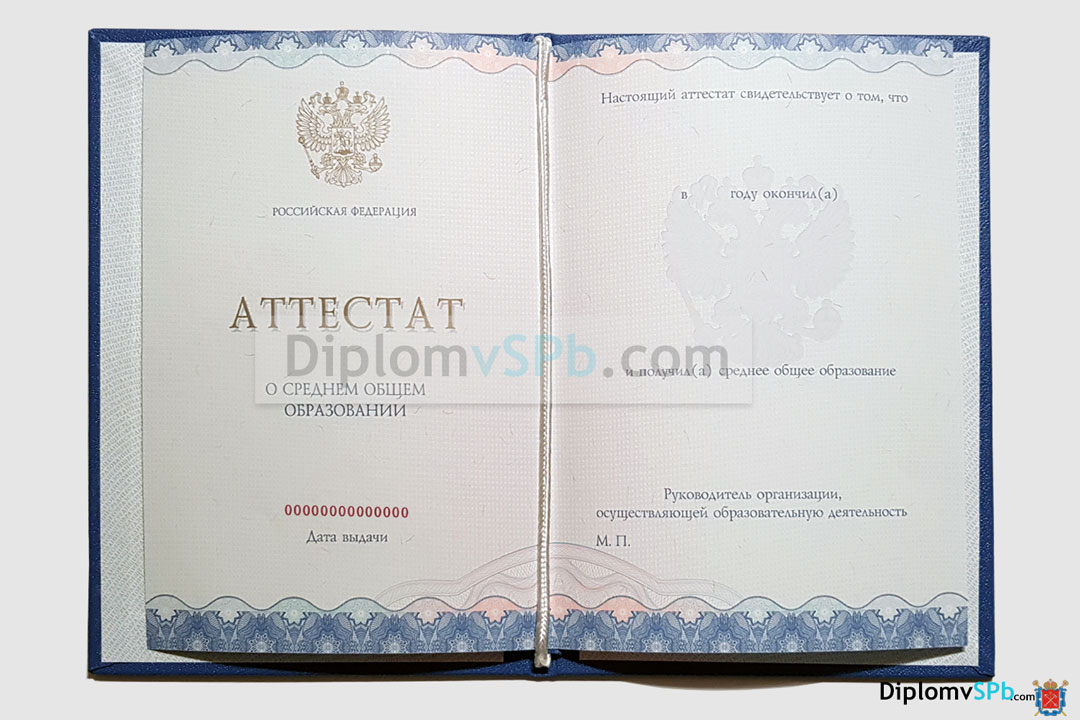 РОССИЙСКАЯ ФЕДЕРАЦИЯ
АТТЕСТАТ
О СРЕДНЕМ ОБЩЕМ
ОБРАЗОВАНИИ
00000000000000
Дата выдачи
Настоящий аттестат свидетельствует о том, что
в году окончил(а)
и получил(а) среднее общее образование
Руководитель организации,
осуществляющей образовательную деятельность
М. П.
DiplomvSPb.com
DiplomvSPb.com